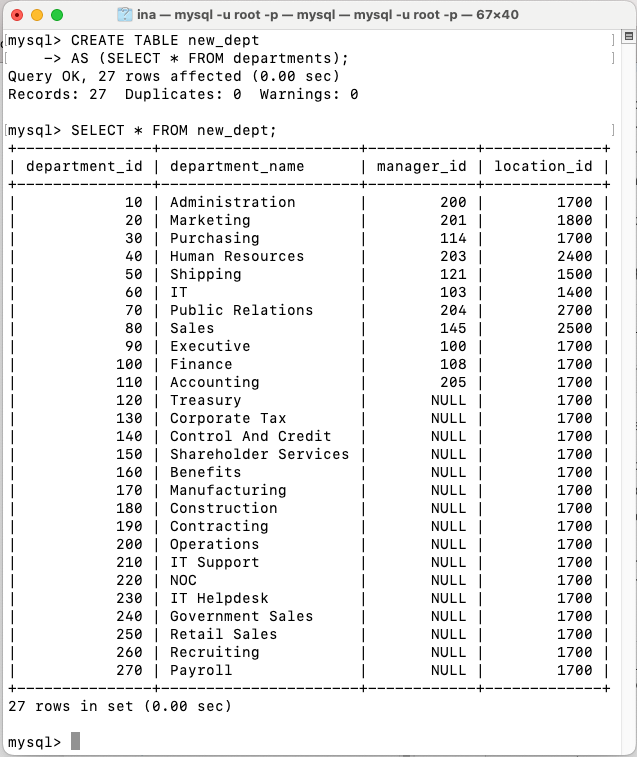 ina — mysql -u root -p — mysql — mysql -u root -p — 67×40
mysql> CREATE TABLE new_dept
    -> AS (SELECT * FROM departments);
Query OK, 27 rows affected (0.00 sec)
Records: 27  Duplicates: 0  Warnings: 0

mysql> SELECT * FROM new_dept;
+---------------+----------------------+------------+-------------+
| department_id | department_name      | manager_id | location_id |
+---------------+----------------------+------------+-------------+
|            10 | Administration       |        200 |        1700 |
|            20 | Marketing            |        201 |        1800 |
|            30 | Purchasing           |        114 |        1700 |
|            40 | Human Resources      |        203 |        2400 |
|            50 | Shipping             |        121 |        1500 |
|            60 | IT                   |        103 |        1400 |
|            70 | Public Relations     |        204 |        2700 |
|            80 | Sales                |        145 |        2500 |
|            90 | Executive            |        100 |        1700 |
|           100 | Finance              |        108 |        1700 |
|           110 | Accounting           |        205 |        1700 |
|           120 | Treasury             |       NULL |        1700 |
|           130 | Corporate Tax        |       NULL |        1700 |
|           140 | Control And Credit   |       NULL |        1700 |
|           150 | Shareholder Services |       NULL |        1700 |
|           160 | Benefits             |       NULL |        1700 |
|           170 | Manufacturing        |       NULL |        1700 |
|           180 | Construction         |       NULL |        1700 |
|           190 | Contracting          |       NULL |        1700 |
|           200 | Operations           |       NULL |        1700 |
|           210 | IT Support           |       NULL |        1700 |
|           220 | NOC                  |       NULL |        1700 |
|           230 | IT Helpdesk          |       NULL |        1700 |
|           240 | Government Sales     |       NULL |        1700 |
|           250 | Retail Sales         |       NULL |        1700 |
|           260 | Recruiting           |       NULL |        1700 |
|           270 | Payroll              |       NULL |        1700 |
+---------------+----------------------+------------+-------------+
27 rows in set (0.00 sec)

mysql>